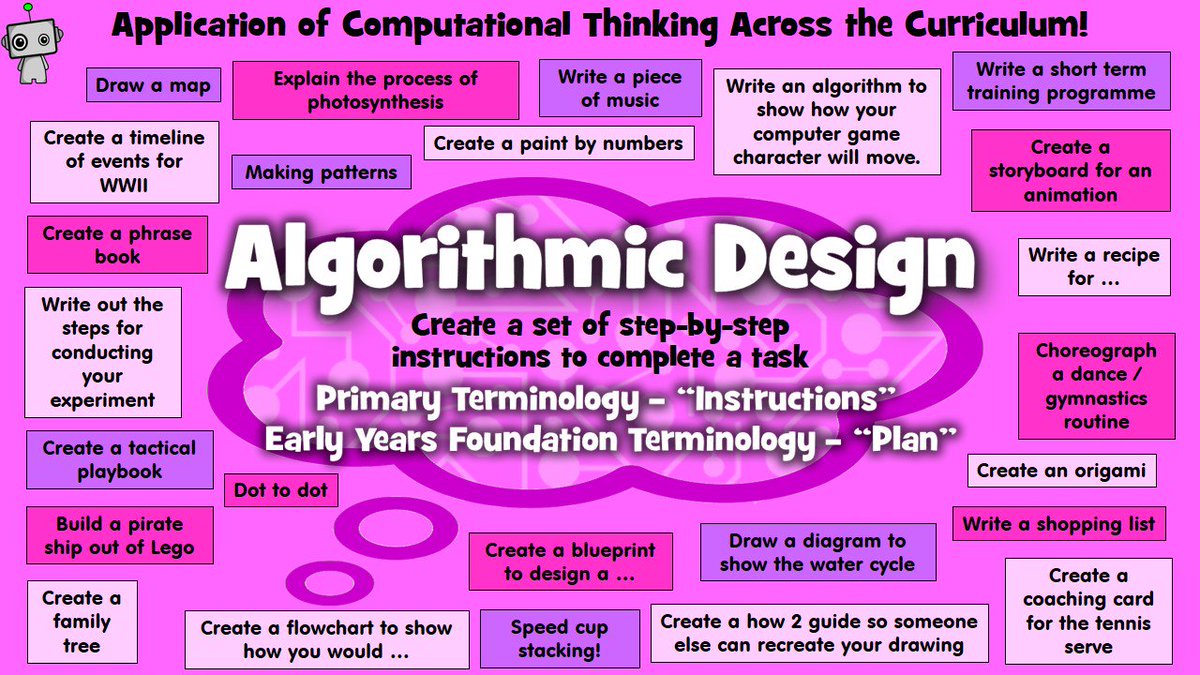 Application of Computational Thinking Across the Curriculum!
Draw a map
Explain the process of
photosynthesis
Write a piece
of music
Write an algorithm to
show how your
computer game
character will move.
Write a short term
training programme
Create a timeline
of events for
WWII
Making patterns
Create a paint by numbers
Create a
storyboard for an
animation
Create a phrase
book
Algorithmic Design
Create a set of step-by-step
instructions to complete a task
Primary Terminology – “Instructions”
Early Years Foundation Terminology – “Plan”
Write a recipe
for ...
Write out the
steps for
conducting
your
experiment
Choreograph
a dance /
gymnastics
routine
Create a tactical
playbook
Dot to dot
Create an origami
Build a pirate
ship out of Lego
Create a blueprint
to design a ...
Draw a diagram to
show the water cycle
Write a shopping list
Create a
family
tree
Create a flowchart to show
how you would ...
Speed cup
stacking!
Create a how 2 guide so someone
else can recreate your drawing
Create a
coaching card
for the tennis
serve